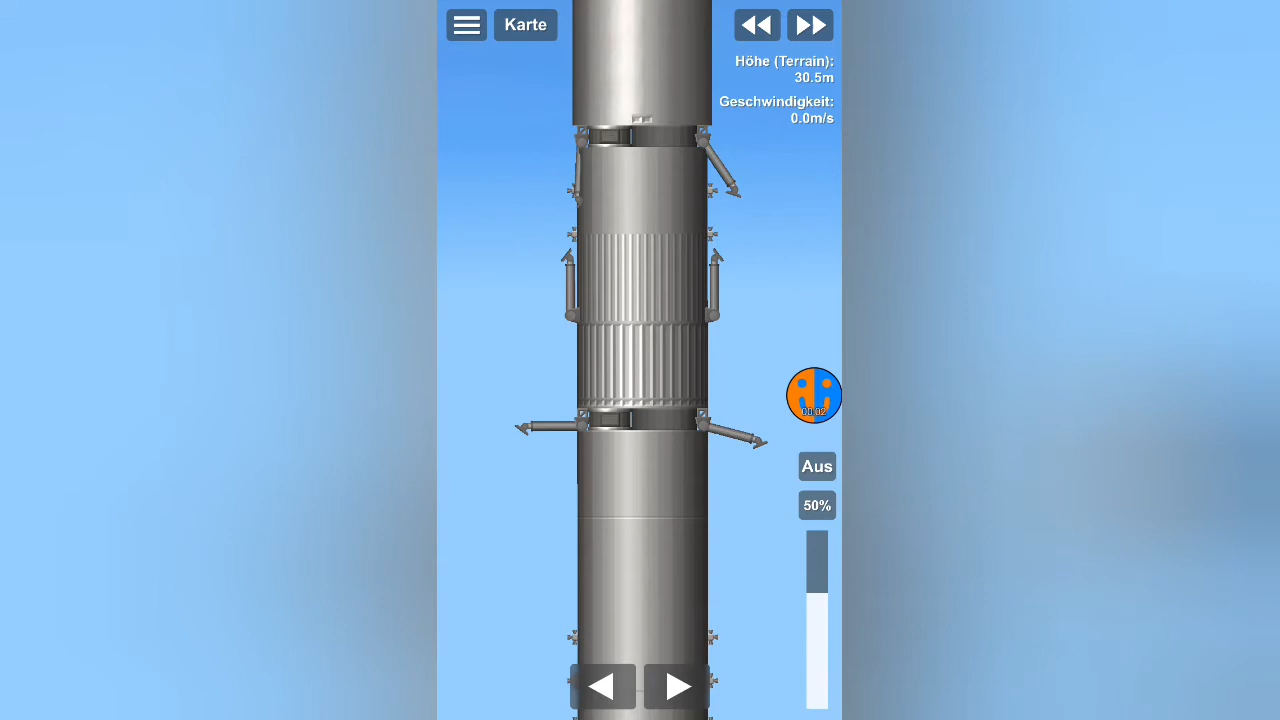 Karte
Höhe (Terrain):
30.5m
Geschwindigkeit:
0.0m/s
00:02
Aus
50%